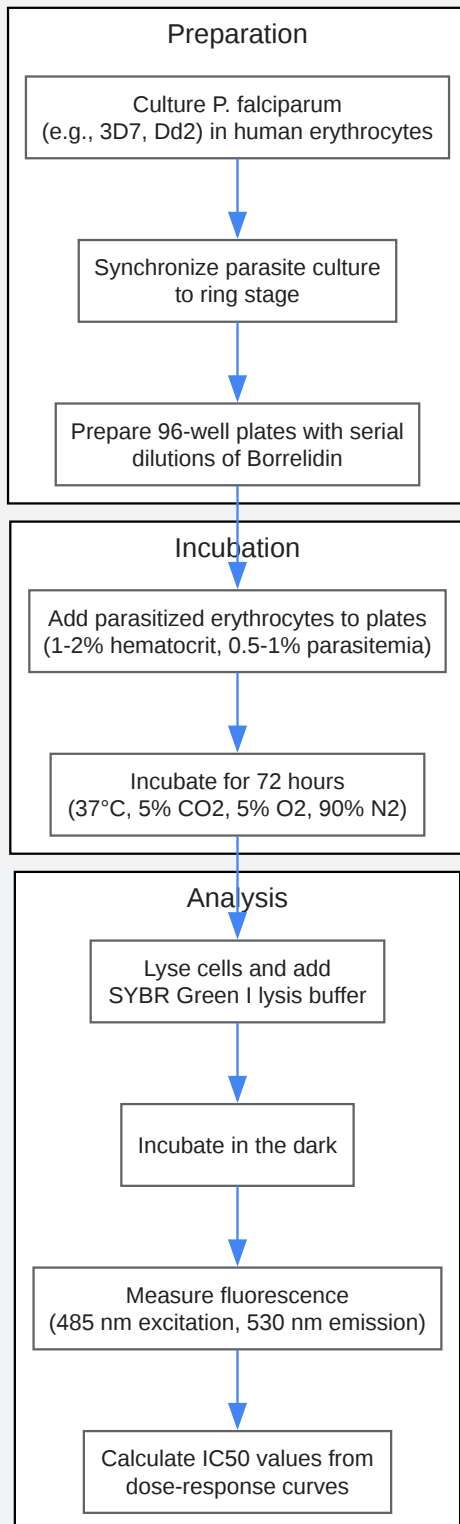 Preparation
Culture P. falciparum
(e.g., 3D7, Dd2) in human erythrocytes
Synchronize parasite culture
to ring stage
Prepare 96-well plates with serial
dilutions of Borrelidin
Incubation
Add parasitized erythrocytes to plates
(1-2% hematocrit, 0.5-1% parasitemia)
Incubate for 72 hours
(37°C, 5% CO2, 5% O2, 90% N2)
Analysis
Lyse cells and add
SYBR Green I lysis buffer
Incubate in the dark
Measure fluorescence
(485 nm excitation, 530 nm emission)
Calculate IC50 values from
dose-response curves